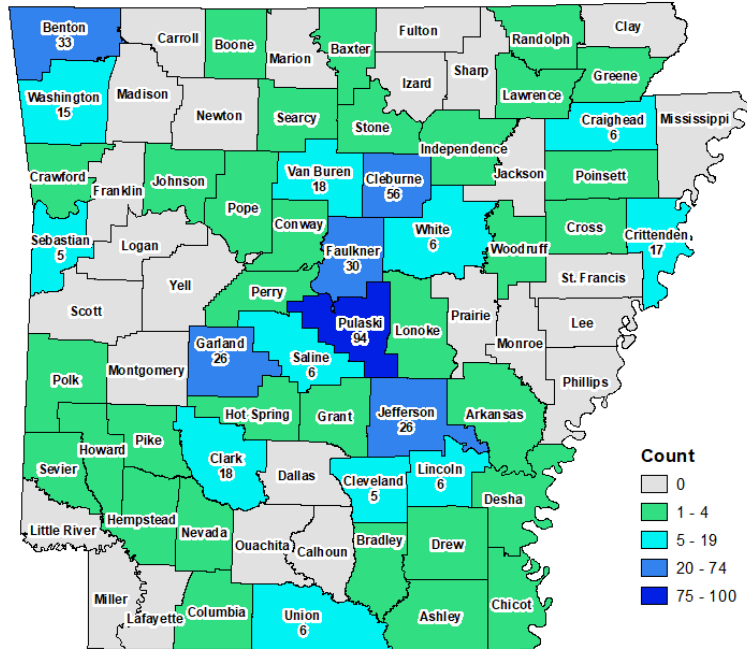 Benton
33
Carroll
Boone
Marion
Baxter
Fulton
Randolph
Clay
Sharp
Izard
Greene
Lawrence
Washington
15
Madison
Newton
Searcy
Stone
Independence
Craighead
6
Mississippi
Crawford
Franklin
Johnson
Pope
Van Buren
18
Cleburne
56
Jackson
Poinsett
Sebastian
5
Logan
Conway
Faulkner
30
White
6
Woodruff
Cross
Crittenden
17
St. Francis
Scott
Yell
Perry
Pulaski
94
Lonoke
Prairie
Monroe
Lee
Phillips
Polk
Montgomery
Garland
26
Saline
6
Hot Spring
Grant
Jefferson
26
Arkansas
Howard
Pike
Sevier
Clark
18
Dallas
Cleveland
5
Lincoln
6
Desha
Little River
Hempstead
Nevada
Ouachita
Calhoun
Bradley
Drew
Miller
Lafayette
Columbia
Union
6
Ashley
Chicot
Count
0
1 - 4
5 - 19
20 - 74
75 - 100